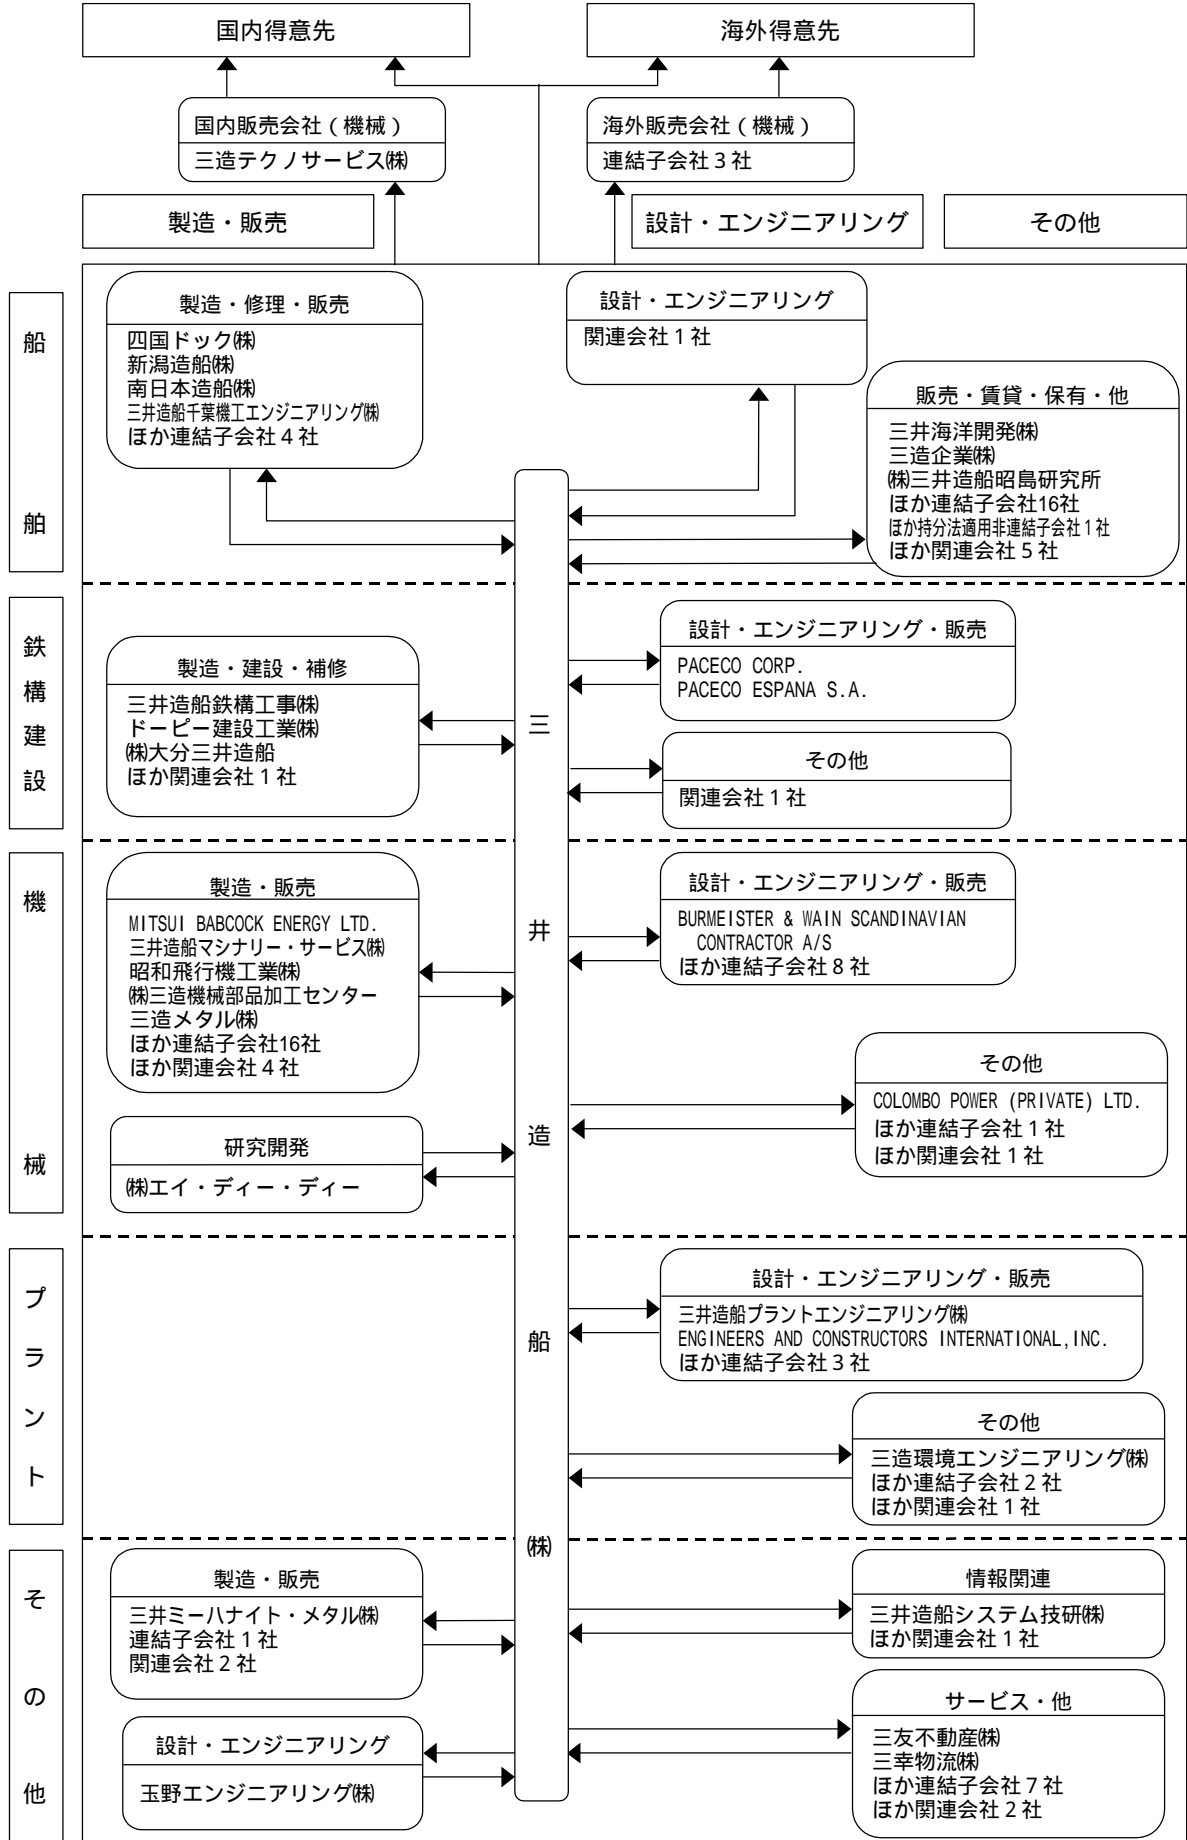 国内得意先
海外得意先
国内販売会社(機械)
三造テクノサービス㈱
海外販売会社(機械)
連結子会社3社
製造・販売
設計・エンジニアリング
その他
船舶
製造・修理・販売
四国ドック㈱
新潟造船㈱
南日本造船㈱
三井造船千葉機工エンジニアリング㈱
ほか連結子会社4社
設計・エンジニアリング
関連会社1社
販売・賃貸・保有・他
三井海洋開発㈱
三造企業㈱
㈱三井造船昭島研究所
ほか連結子会社16社
ほか持分法適用非連結子会社1社
ほか関連会社5社
三井造船㈱
鉄構建設
製造・建設・補修
三井造船鉄構工事㈱
ドーピー建設工業㈱
㈱大分三井造船
ほか関連会社1社
設計・エンジニアリング・販売
PACECO CORP.
PACECO ESPANA S.A.
その他
関連会社1社
機械
製造・販売
MITSUI BABCOCK ENERGY LTD.
三井造船マシナリー・サービス㈱
昭和飛行機工業㈱
㈱三造機械部品加工センター
三造メタル㈱
ほか連結子会社16社
ほか関連会社4社
設計・エンジニアリング・販売
BURMEISTER & WAIN SCANDINAVIAN
CONTRACTOR A/S
ほか連結子会社8社
その他
COLOMBO POWER (PRIVATE) LTD.
ほか連結子会社1社
ほか関連会社1社
研究開発
㈱エイ・ディー・ディー
プラント
設計・エンジニアリング・販売
三井造船プラントエンジニアリング㈱
ENGINEERS AND CONSTRUCTORS INTERNATIONAL,INC.
ほか連結子会社3社
その他
三造環境エンジニアリング㈱
ほか連結子会社2社
ほか関連会社1社
その他
製造・販売
三井ミーハナイト・メタル㈱
連結子会社1社
関連会社2社
情報関連
三井造船システム技研㈱
ほか関連会社1社
設計・エンジニアリング
玉野エンジニアリング㈱
サービス・他
三友不動産㈱
三幸物流㈱
ほか連結子会社7社
ほか関連会社2社